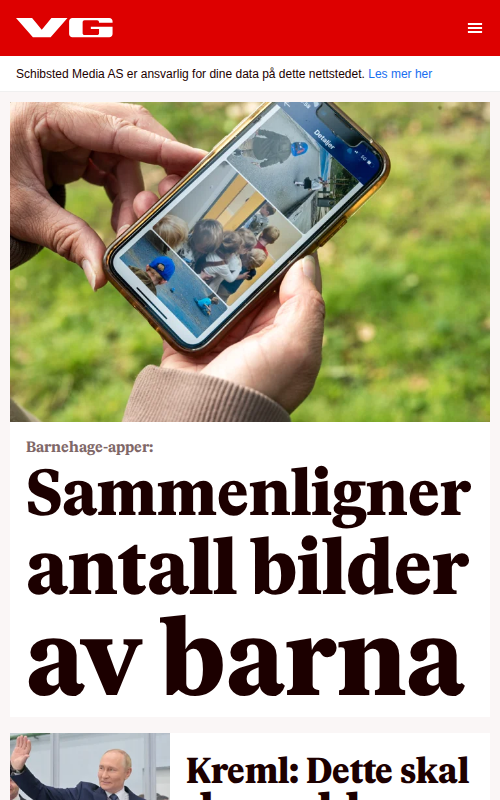 VG
Schibsted Media AS er ansvarlig for dine data på dette nettstedet. Les mer her
Detaljer
Barnehage-apper:
Sammenligner
antall bilder
av barna
Kreml: Dette skal